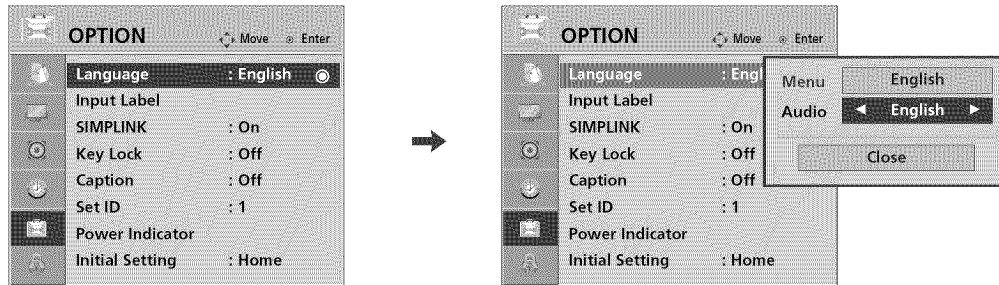 OPTION Move Enter
Language : English
Input Label
SIMPLINK : On
Key Lock : Off
Caption : Off
Set ID : 1
Power Indicator
Initial Setting : Home
OPTION Move Enter
Language : Engl
Input Label
SIMPLINK : On
Key Lock : Off
Caption : Off
Set ID : 1
Power Indicator
Initial Setting : Home
Menu English
Audio ◄ English ►
Close